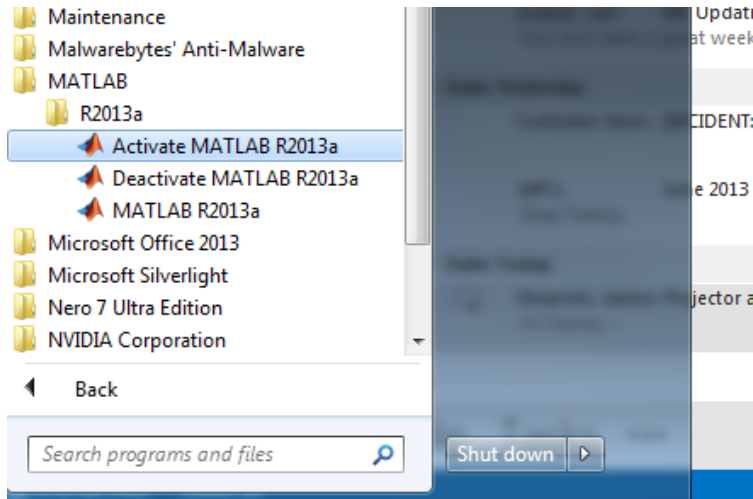 Maintenance
Malwarebytes' Anti-Malware
MATLAB
R2013a
Activate MATLAB R2013a
Deactivate MATLAB R2013a
MATLAB R2013a
Microsoft Office 2013
Microsoft Silverlight
Nero 7 Ultra Edition
NVIDIA Corporation
Back
Search programs and files
Shut down
2013